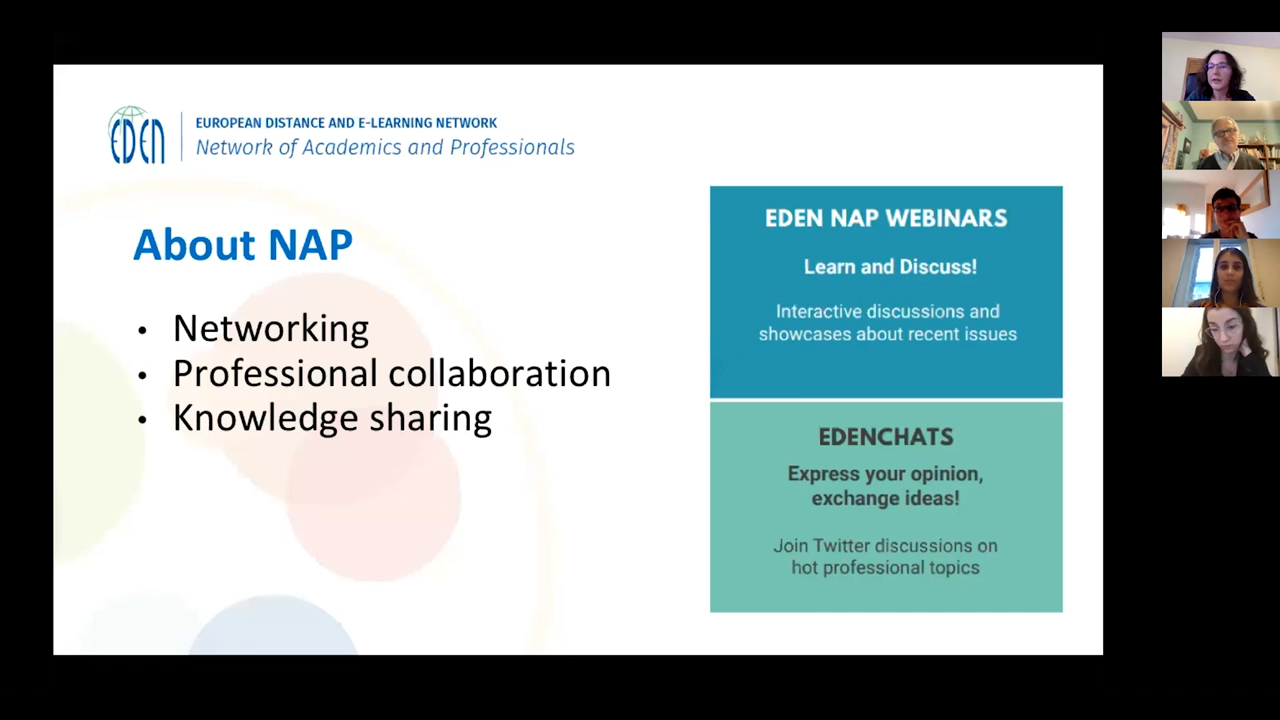 EDEN
EUROPEAN DISTANCE AND E-LEARNING NETWORK
Network of Academics and Professionals
About NAP
• Networking
• Professional collaboration
• Knowledge sharing
EDEN NAP WEBINARS
Learn and Discuss!
Interactive discussions and
showcases about recent issues
EDENCHATS
Express your opinion,
exchange ideas!
Join Twitter discussions on
hot professional topics